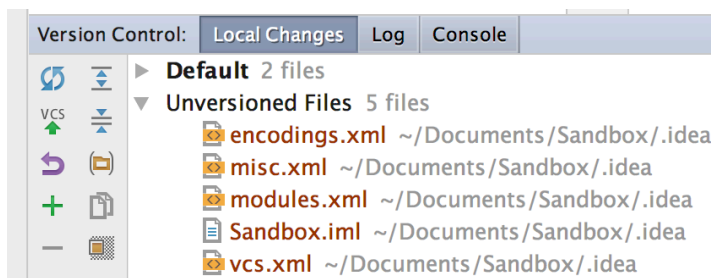 Version Control: Local Changes Log Console
Default 2 files
VCS
Unversioned Files 5 files
encodings.xml ~/Documents/Sandbox/.idea
misc.xml ~/Documents/Sandbox/.idea
modules.xml ~/Documents/Sandbox/.idea
Sandbox.iml ~/Documents/Sandbox/.idea
vcs.xml ~/Documents/Sandbox/.idea